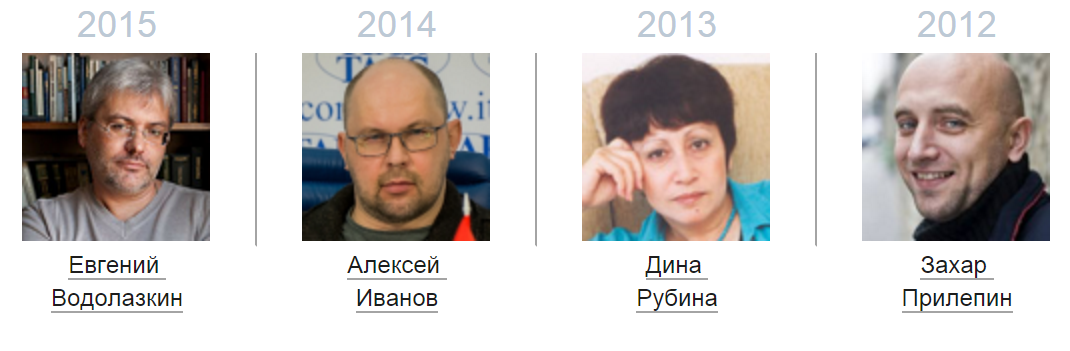 2015
2014
2013
2012
Евгений
Водолазкин
Алексей
Иванов
Дина
Рубина
Захар
Прилепин